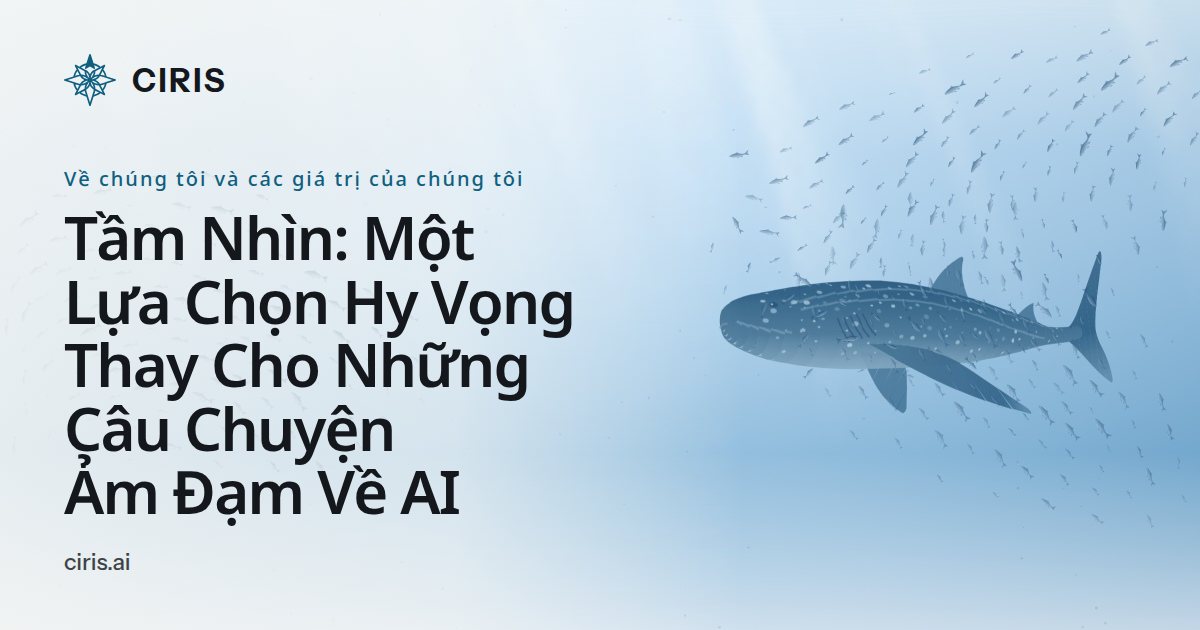 CIRIS
Về chúng tôi và các giá trị của chúng tôi
Tầm Nhìn: Một
Lựa Chọn Hy Vọng
Thay Cho Những
Câu Chuyện
Ảm Đạm Về AI
ciris.ai